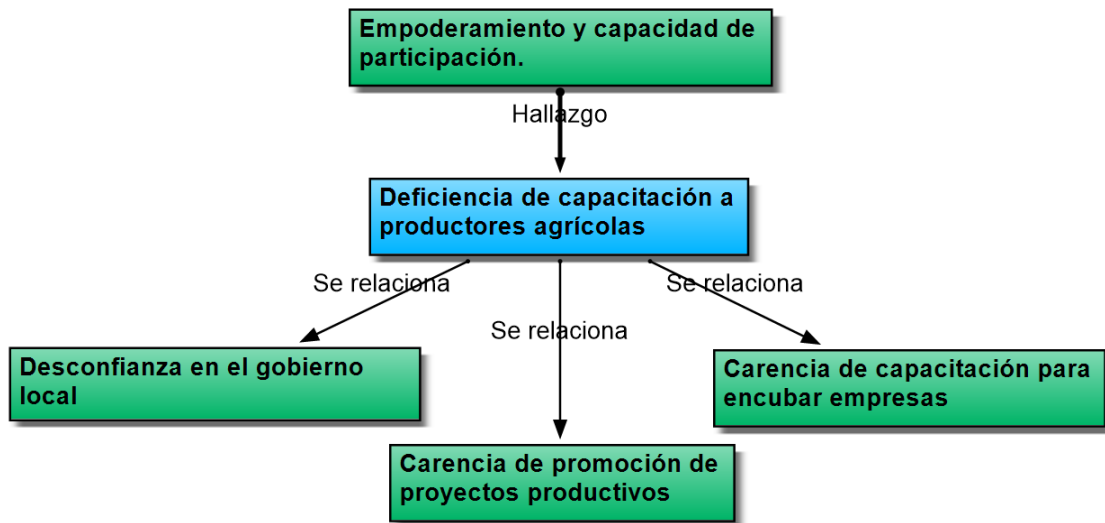 Empoderamiento y capacidad de
participación.
Hallazgo
Deficiencia de capacitación a
productores agrícolas
Se relaciona
Se relaciona
Se relaciona
Desconfianza en el gobierno
local
Carencia de capacitación para
encubar empresas
Carencia de promoción de
proyectos productivos